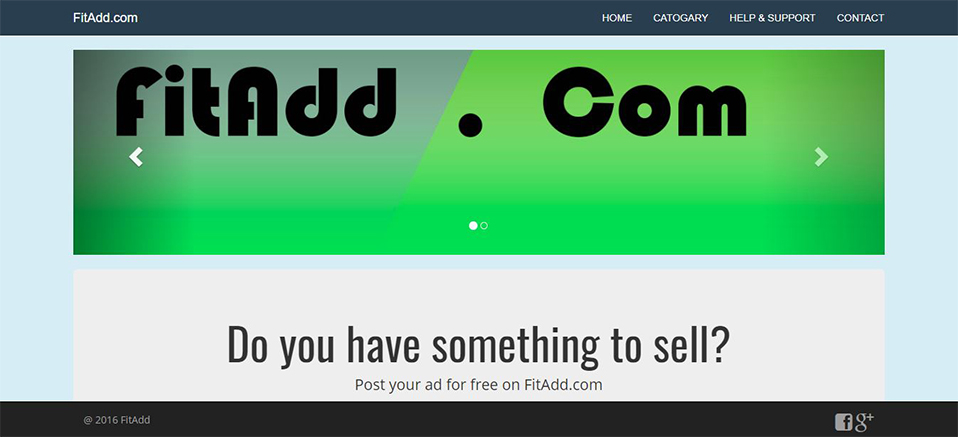 FitAdd.com HOME CATOGARY HELP & SUPPORT CONTACT
FitAdd . Com
Do you have something to sell?
Post your ad for free on FitAdd.com
@ 2016 FitAdd